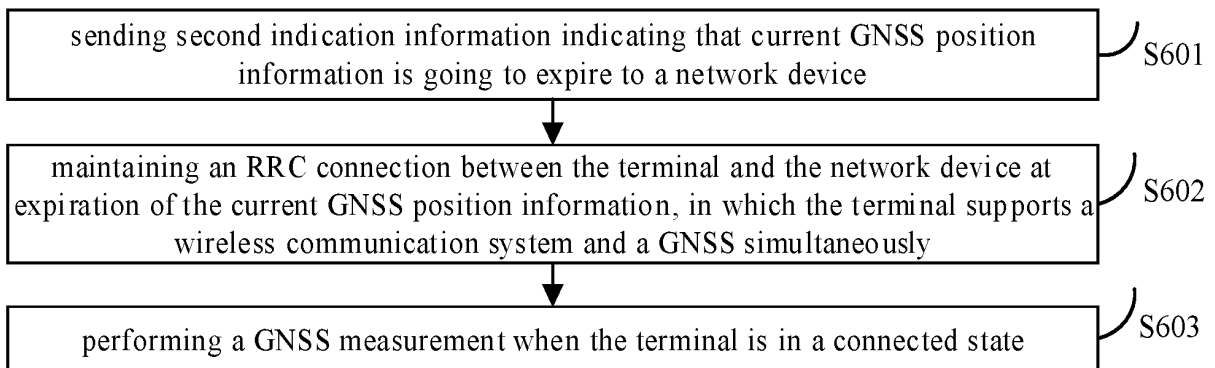 sending second indication information indicating that current GNSS position
information is going to expire to a network device
S601
maintaining an RRC connection between the terminal and the network device at
expiration of the current GNSS position information, in which the terminal supports a
wireless communication system and a GNSS simultaneously
S602
performing a GNSS measurement when the terminal is in a connected state
S603